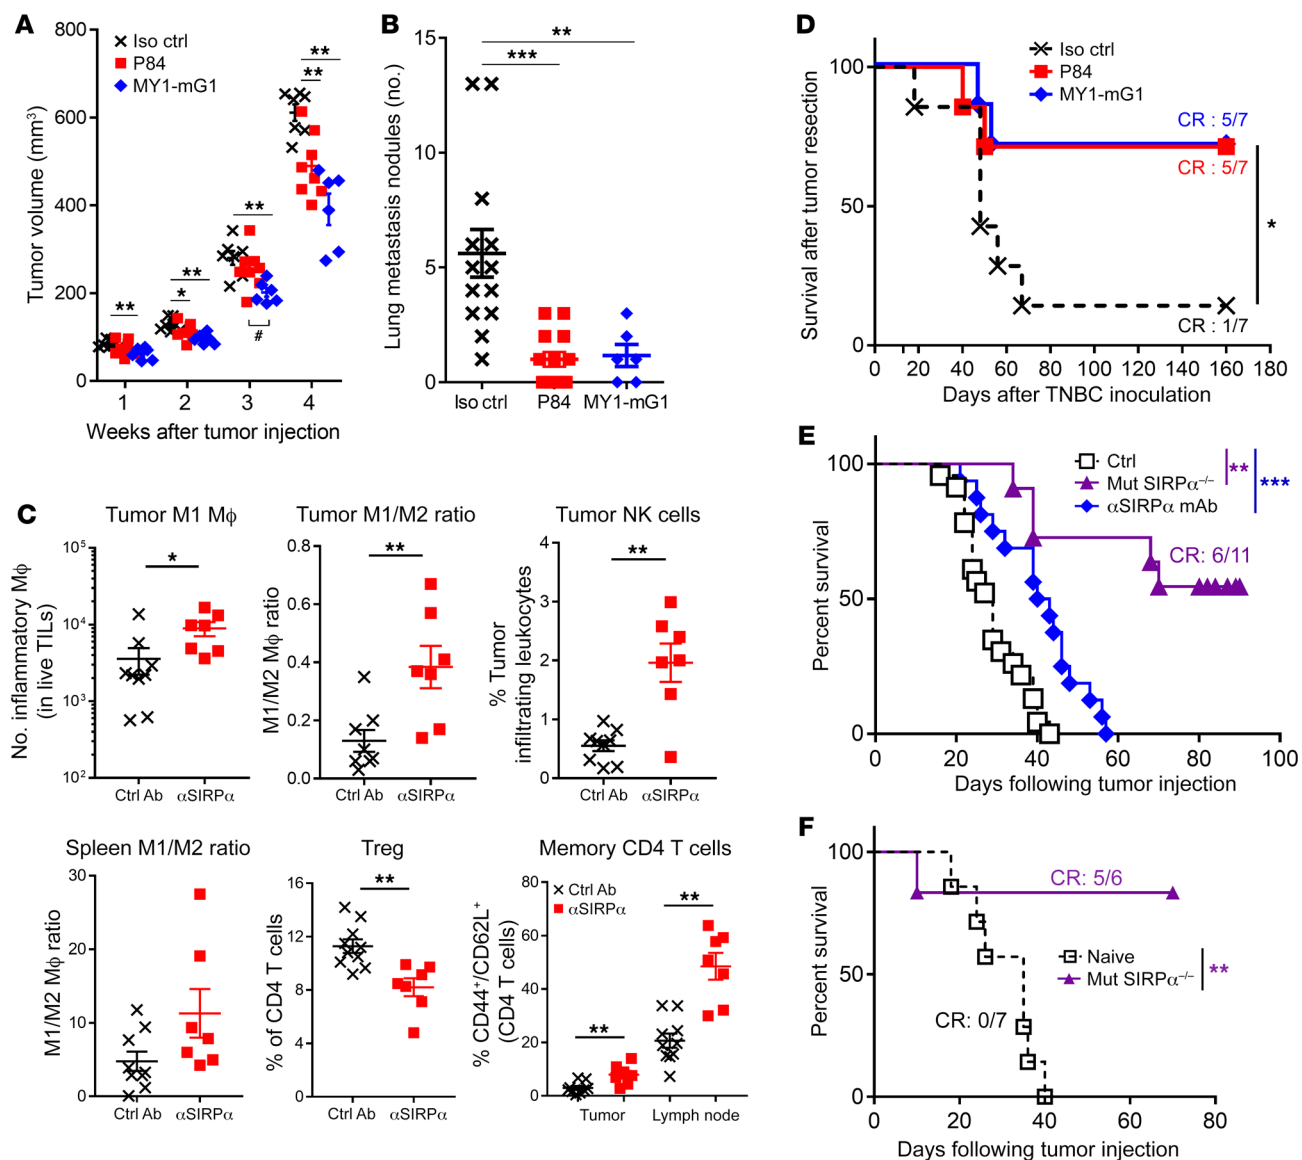 A
Tumor volume (mm³)
800
600
400
200
0
Iso ctrl
P84
MY1-mG1
**
*
**
**
#
**
**
1
2
3
4
Weeks after tumor injection
B
Lung metastasis nodules (no.)
15
10
5
0
**
***
Iso ctrl
P84
MY1-mG1
C
Tumor M1 Mϕ
No. inflammatory Mϕ
(in live TILs)
10⁵
10⁴
10³
10²
*
Ctrl Ab
αSIRPα
Tumor M1/M2 ratio
M1/M2 Mϕ ratio
0.8
0.6
0.4
0.2
0.0
**
Ctrl Ab
αSIRPα
Tumor NK cells
% Tumor
infiltrating leukocytes
4
3
2
1
0
**
Ctrl Ab
αSIRPα
Spleen M1/M2 ratio
M1/M2 Mϕ ratio
30
20
10
0
Ctrl Ab
αSIRPα
Treg
% of CD4 T cells
16
12
8
4
0
**
Ctrl Ab
αSIRPα
Memory CD4 T cells
% CD44⁺/CD62L⁺
(CD4 T cells)
80
60
40
20
0
Ctrl Ab
αSIRPα
**
**
Tumor
Lymph node
D
Survival after tumor resection
100
50
0
Iso ctrl
P84
MY1-mG1
CR : 5/7
CR : 5/7
*
CR : 1/7
0
20
40
60
80
100
120
140
160
180
Days after TNBC inoculation
E
Percent survival
100
50
0
Ctrl
Mut SIRPα⁻/⁻
αSIRPα mAb
**
***
CR: 6/11
0
20
40
60
80
100
Days following tumor injection
F
Percent survival
100
50
0
CR: 5/6
Naive
Mut SIRPα⁻/⁻
**
CR: 0/7
20
40
60
80
Days following tumor injection